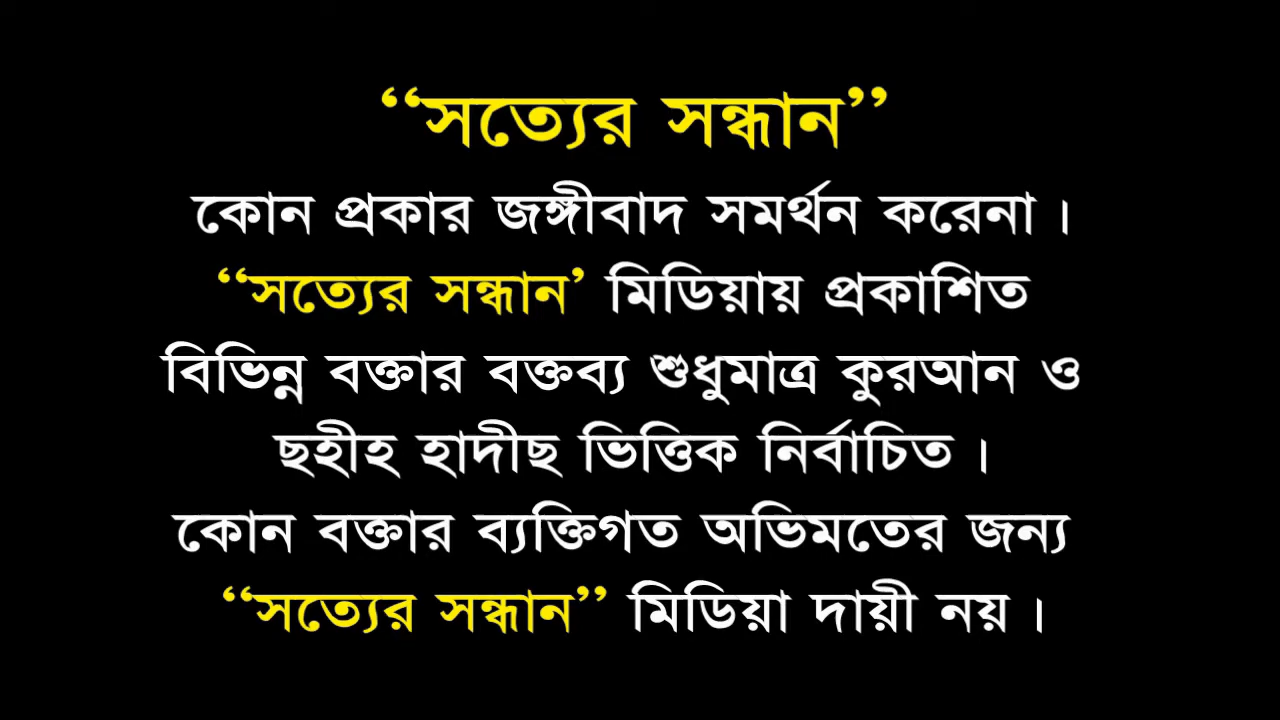 ‘‘সত্যের সন্ধান’’
কোন প্রকার জঙ্গীবাদ সমর্থন করেনা।
‘‘সত্যের সন্ধান’ মিডিয়ায় প্রকাশিত
বিভিন্ন বক্তার বক্তব্য শুধুমাত্র কুরআন ও
ছহীহ হাদীছ ভিত্তিক নির্বাচিত।
কোন বক্তার ব্যক্তিগত অভিমতের জন্য
‘‘সত্যের সন্ধান’’ মিডিয়া দায়ী নয়।